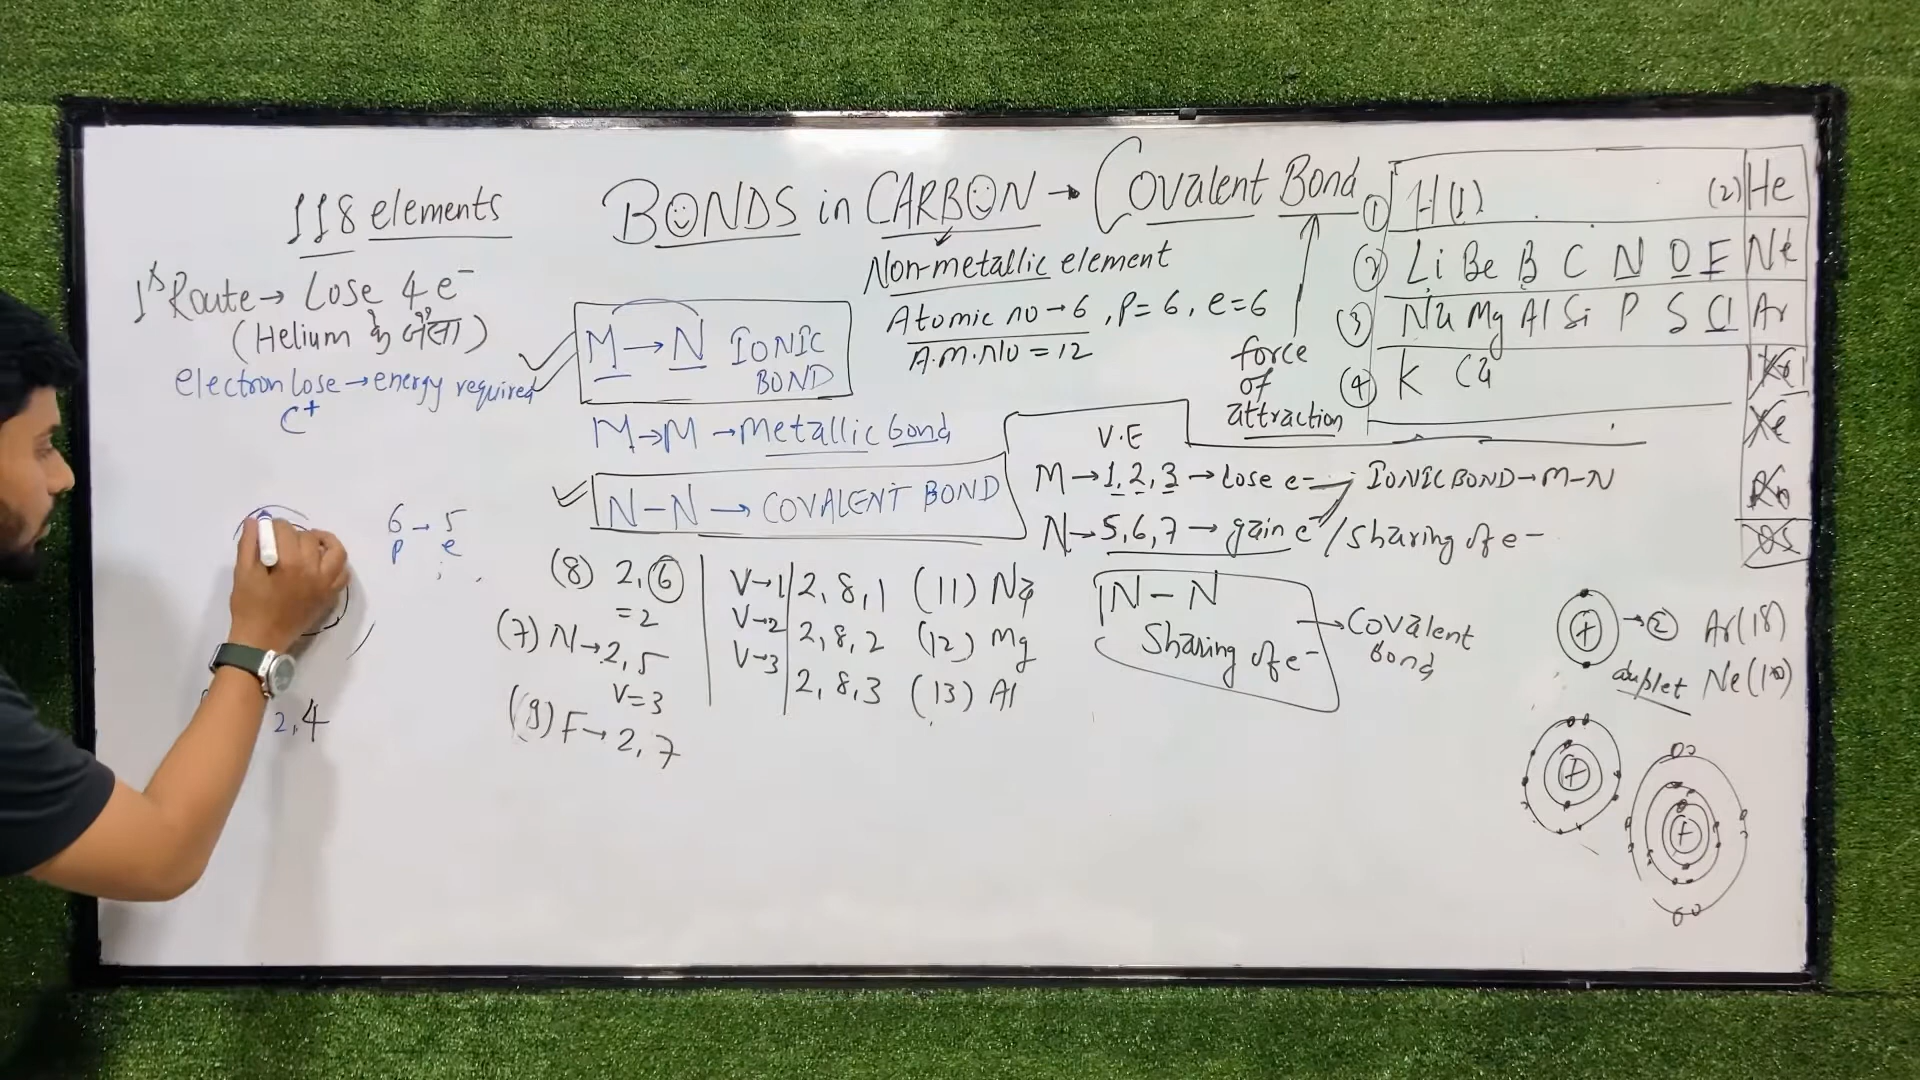 118 elements
1st Route → Lose 4e⁻
(Helium के जैसा)
electron lose → energy required
C⁺
6 → 5
p e
2, 4
BONDS in CARBON → Covalent Bond
Non-metallic element
Atomic no → 6, p = 6, e = 6
A.M.No = 12
force
of
attraction
M → N IONIC
BOND
M → M → Metallic bond
N – N → COVALENT BOND
V.E
M → 1, 2, 3 → lose e- IONIC BOND → M – N
N → 5, 6, 7 → gain e⁻ / sharing of e-
(8) 2, 6
= 2
(7) N → 2, 5
V = 3
(9) F → 2, 7
V → 1 2, 8, 1 (11) Na
V → 2 2, 8, 2 (12) Mg
V → 3 2, 8, 3 (13) Al
N – N
Sharing of e⁻ → Covalent
Bond
① H(1) (2) He
② Li Be B C N O F Ne
③ Na Mg Al Si P S Cl Ar
④ K Ca Kr
Xe
Rn
+ → ② Ar(18)
duplet Ne(10)
+
+